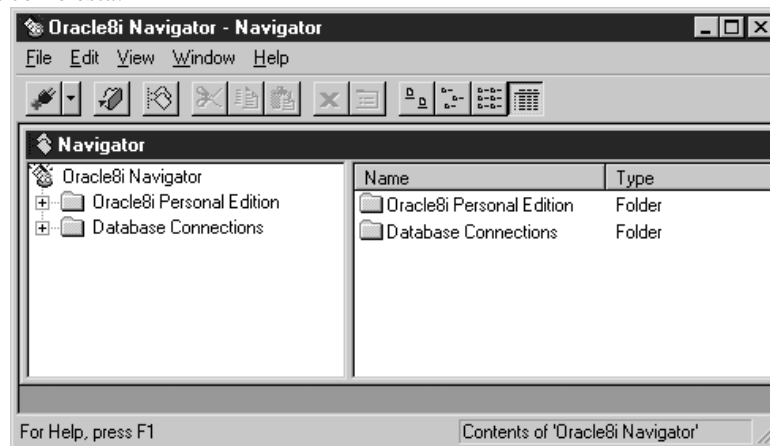 Oracle8i Navigator - Navigator
File Edit View Window Help
Navigator
Oracle8i Navigator
Oracle8i Personal Edition
Database Connections
Name Type
Oracle8i Personal Edition Folder
Database Connections Folder
For Help, press F1 Contents of 'Oracle8i Navigator'